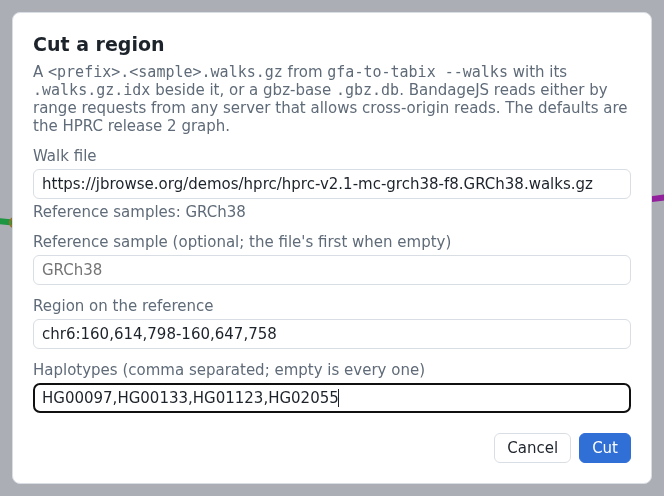 Cut a region
A <prefix>.<sample>.walks.gz from gfa-to-tabix --walks with its
.walks.gz.idx beside it, or a gbz-base .gbz.db. BandageJS reads either by
range requests from any server that allows cross-origin reads. The defaults are
the HPRC release 2 graph.
Walk file
https://jbrowse.org/demos/hprc/hprc-v2.1-mc-grch38-f8.GRCh38.walks.gz
Reference samples: GRCh38
Reference sample (optional; the file's first when empty)
GRCh38
Region on the reference
chr6:160,614,798-160,647,758
Haplotypes (comma separated; empty is every one)
HG00097,HG00133,HG01123,HG02055
Cancel Cut